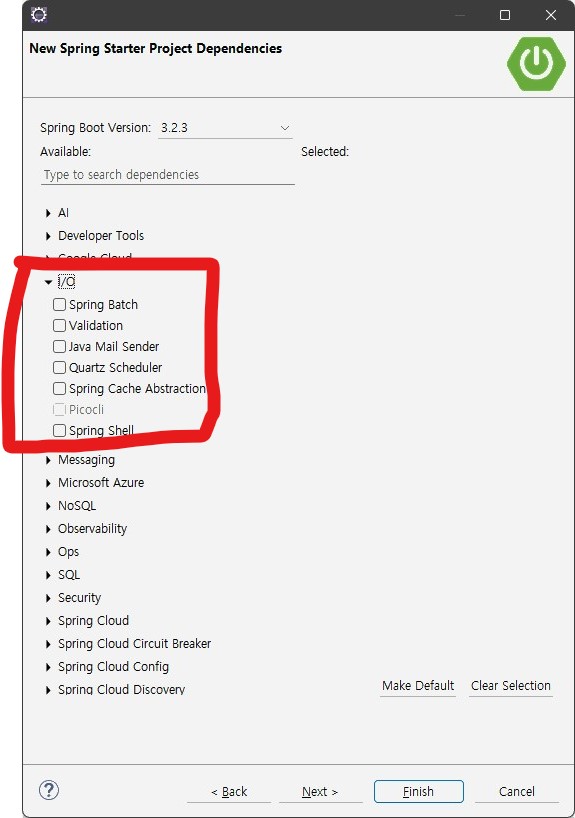 New Spring Starter Project Dependencies
Spring Boot Version: 3.2.3
Available: Selected:
Type to search dependencies
AI
Developer Tools
Google Cloud
I/O
Spring Batch
Validation
Java Mail Sender
Quartz Scheduler
Spring Cache Abstraction
Picocli
Spring Shell
Messaging
Microsoft Azure
NoSQL
Observability
Ops
SQL
Security
Spring Cloud
Spring Cloud Circuit Breaker
Spring Cloud Config
Spring Cloud Discovery
Make Default Clear Selection
? < Back Next > Finish Cancel